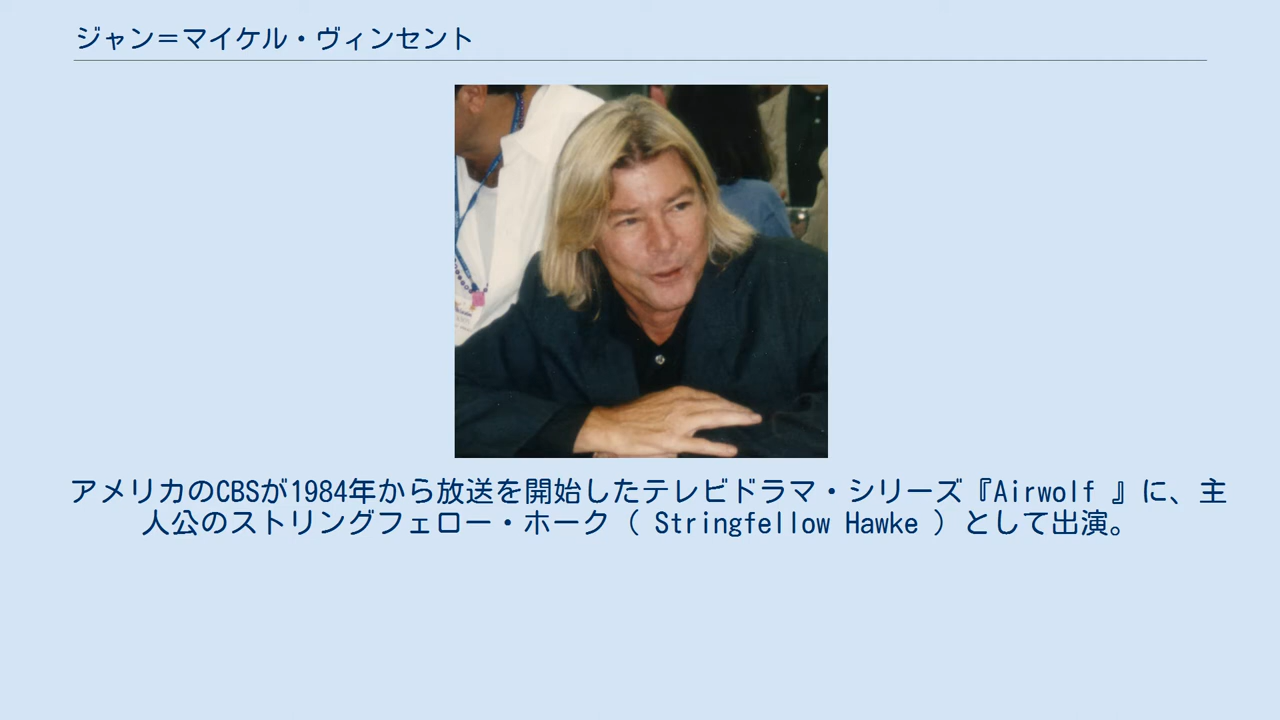 ジャン＝マイケル・ヴィンセント
アメリカのCBSが1984年から放送を開始したテレビドラマ・シリーズ『Airwolf 』に、主
人公のストリングフェロー・ホーク（ Stringfellow Hawke ）として出演。